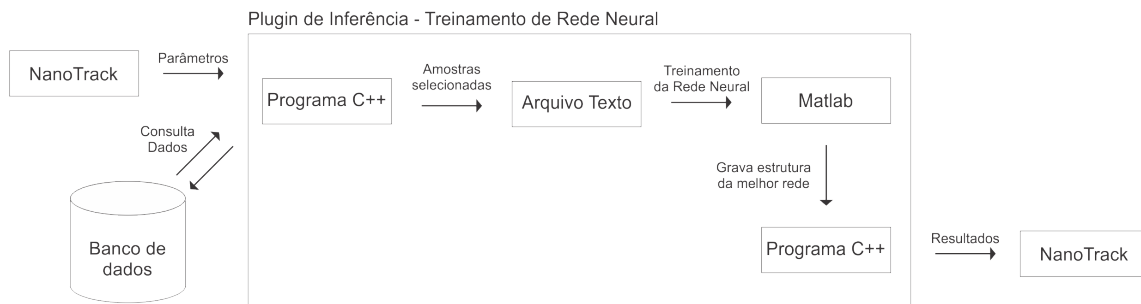 Plugin de Inferência - Treinamento de Rede Neural
NanoTrack
Parâmetros
Programa C++
Amostras
selecionadas
Arquivo Texto
Treinamento
da Rede Neural
Matlab
Consulta
Dados
Banco de
dados
Grava estrutura
da melhor rede
Programa C++
Resultados
NanoTrack